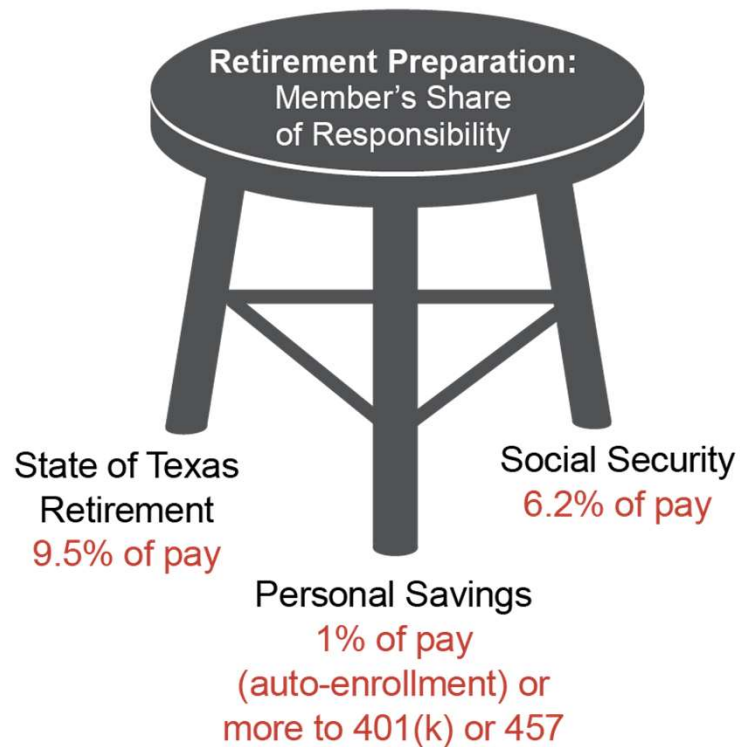 Retirement Preparation:
Member’s Share
of Responsibility
State of Texas
Retirement
9.5% of pay
Social Security
6.2% of pay
Personal Savings
1% of pay
(auto-enrollment) or
more to 401(k) or 457